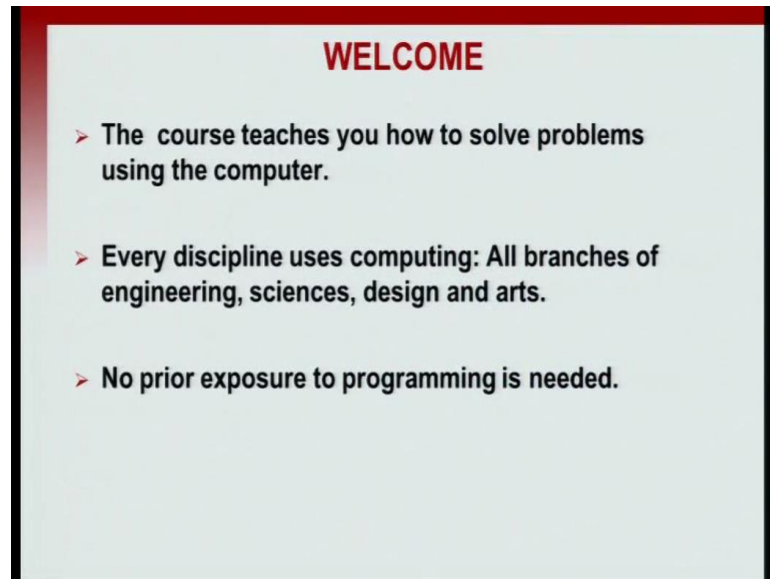 WELCOME
The course teaches you how to solve problems
using the computer.
Every discipline uses computing: All branches of
engineering, sciences, design and arts.
No prior exposure to programming is needed.